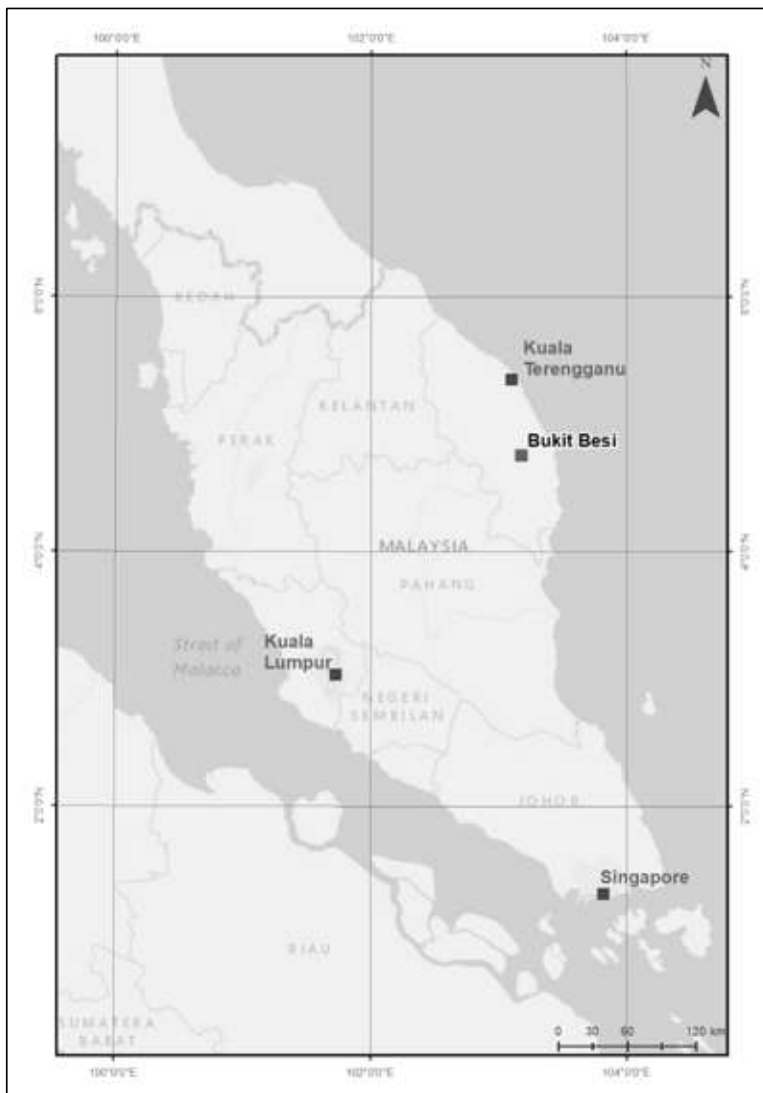 100°0'0"E 102°0'0"E 104°0'0"E
N
6°0'0"N 6°0'0"N
KEDAH
Kuala
Terengganu
KELANTAN
PERAK
Bukit Besi
4°0'0"N 4°0'0"N
MALAYSIA
PAHANG
Strait of
Malacca
Kuala
Lumpur
NEGERI
SEMBILAN
2°0'0"N 2°0'0"N
JOHOR
Singapore
RIAU
SUMATERA
BARAT
0 30 60 120 km
100°0'0"E 102°0'0"E 104°0'0"E